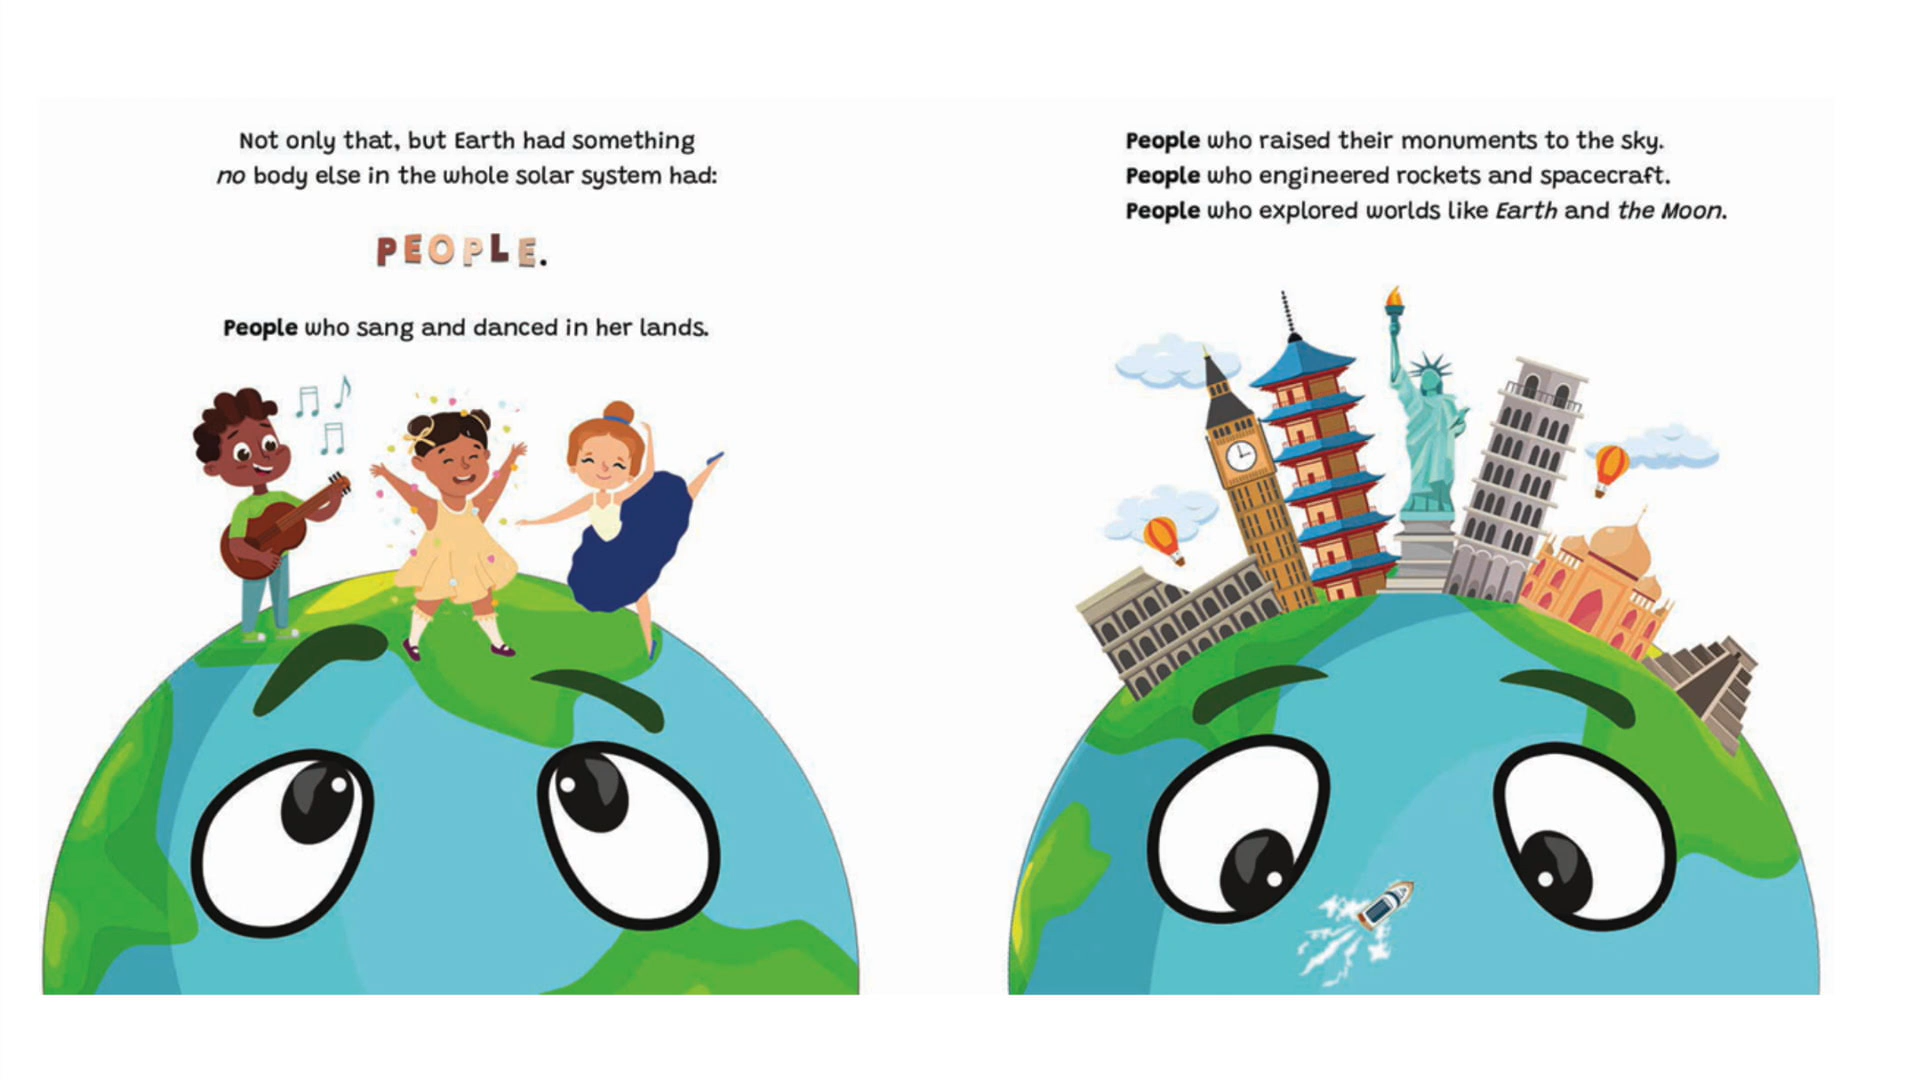 Not only that, but Earth had something
no body else in the whole solar system had:
PEOPLE.
People who sang and danced in her lands.
People who raised their monuments to the sky.
People who engineered rockets and spacecraft.
People who explored worlds like Earth and the Moon.